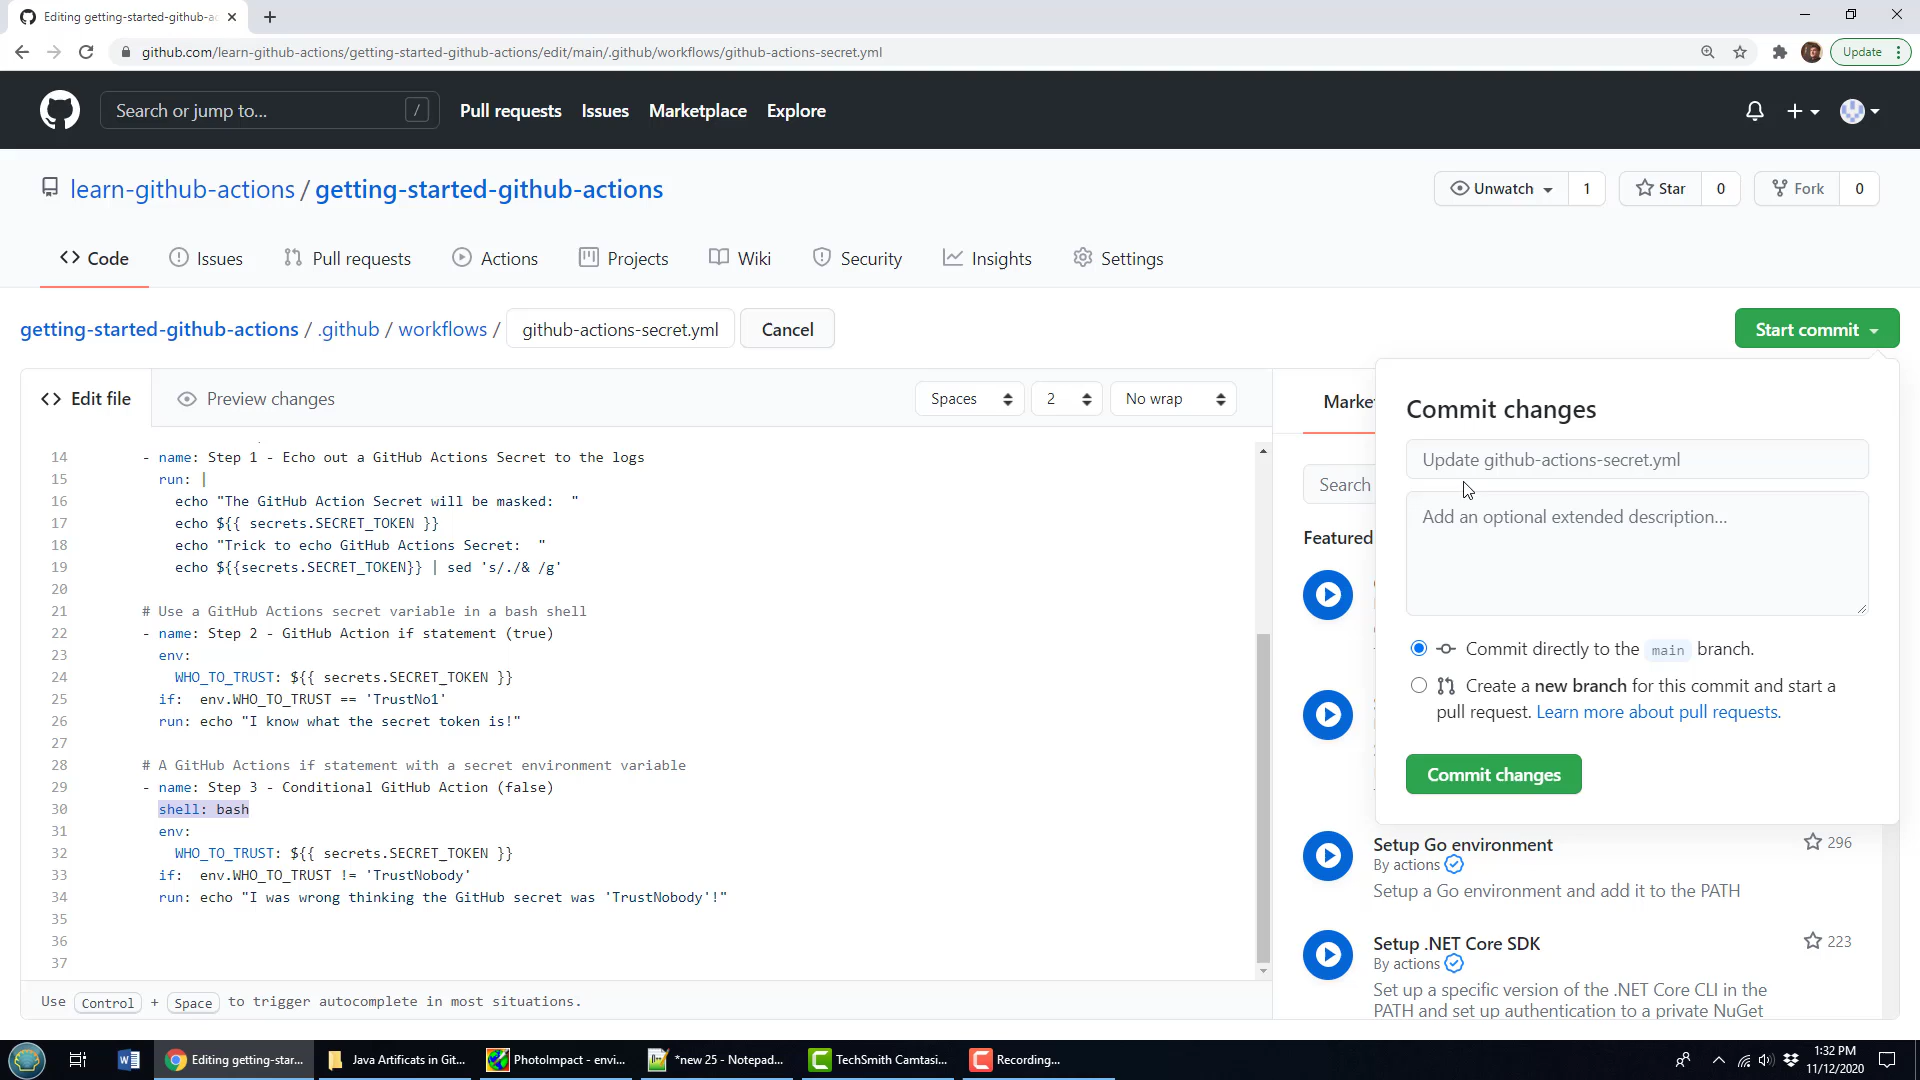 Editing getting-started-github-ac
github.com/learn-github-actions/getting-started-github-actions/edit/main/.github/workflows/github-actions-secret.yml
Update
Search or jump to...
/
Pull requests
Issues
Marketplace
Explore
learn-github-actions / getting-started-github-actions
Unwatch 1
Star 0
Fork 0
Code
Issues
Pull requests
Actions
Projects
Wiki
Security
Insights
Settings
getting-started-github-actions / .github / workflows / github-actions-secret.yml
Cancel
Start commit
Edit file
Preview changes
Spaces
2
No wrap
14 - name: Step 1 - Echo out a GitHub Actions Secret to the logs
15 run: |
16 echo "The GitHub Action Secret will be masked:  "
17 echo ${{ secrets.SECRET_TOKEN }}
18 echo "Trick to echo GitHub Actions Secret:  "
19 echo ${{secrets.SECRET_TOKEN}} | sed 's/./& /g'
20
21 # Use a GitHub Actions secret variable in a bash shell
22 - name: Step 2 - GitHub Action if statement (true)
23 env:
24 WHO_TO_TRUST: ${{ secrets.SECRET_TOKEN }}
25 if:  env.WHO_TO_TRUST == 'TrustNo1'
26 run: echo "I know what the secret token is!"
27
28 # A GitHub Actions if statement with a secret environment variable
29 - name: Step 3 - Conditional GitHub Action (false)
30 shell: bash
31 env:
32 WHO_TO_TRUST: ${{ secrets.SECRET_TOKEN }}
33 if:  env.WHO_TO_TRUST != 'TrustNobody'
34 run: echo "I was wrong thinking the GitHub secret was 'TrustNobody'!"
35
36
37
Use Control + Space to trigger autocomplete in most situations.
Marke
Search
Featured
Commit changes
Update github-actions-secret.yml
Add an optional extended description...
Commit directly to the main branch.
Create a new branch for this commit and start a
pull request. Learn more about pull requests.
Commit changes
Setup Go environment
296
By actions
Setup a Go environment and add it to the PATH
Setup .NET Core SDK
223
By actions
Set up a specific version of the .NET Core CLI in the
PATH and set up authentication to a private NuGet
Editing getting-star...
Java Artificats in Git...
PhotoImpact - envi...
*new 25 - Notepad...
TechSmith Camtasi...
Recording...
1:32 PM
11/12/2020